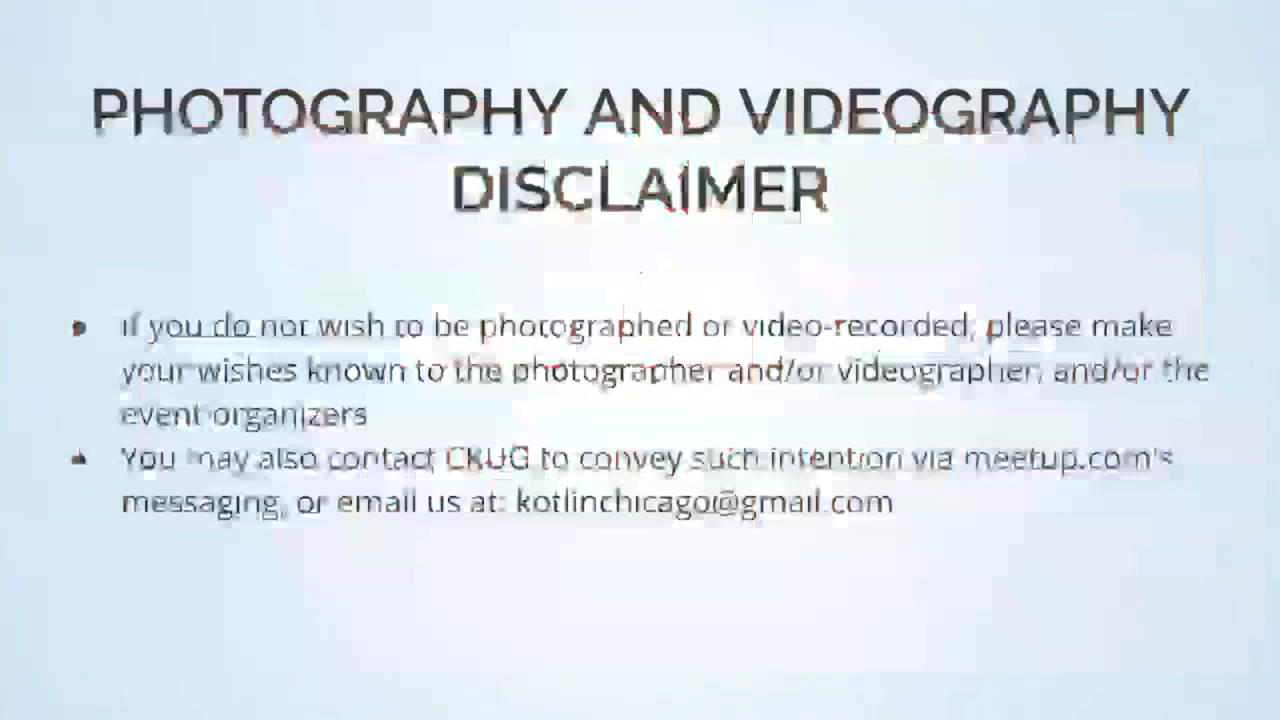 PHOTOGRAPHY AND VIDEOGRAPHY
DISCLAIMER
• If you do not wish to be photographed or video-recorded, please make
your wishes known to the photographer and/or videographer, and/or the
event organizers
• You may also contact CKUG to convey such intention via meetup.com's
messaging, or email us at: kotlinchicago@gmail.com